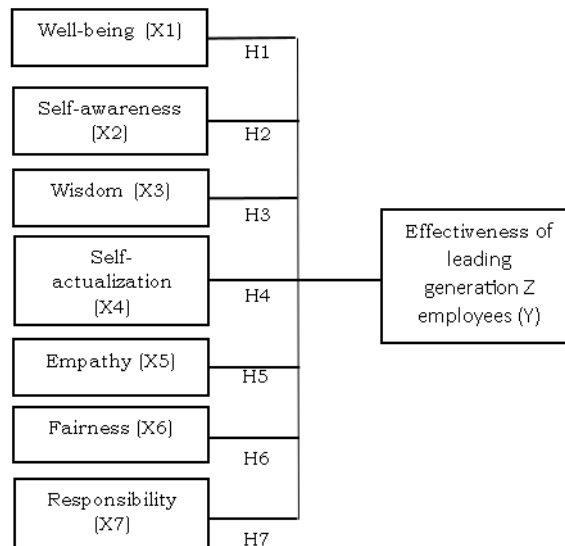 Well-being (X1)
H1
Self-awareness
(X2)
H2
Wisdom (X3)
H3
Self-
actualization
(X4)
H4
Empathy (X5)
H5
Fairness (X6)
H6
Responsibility
(X7)
H7
Effectiveness of
leading
generation Z
employees (Y)